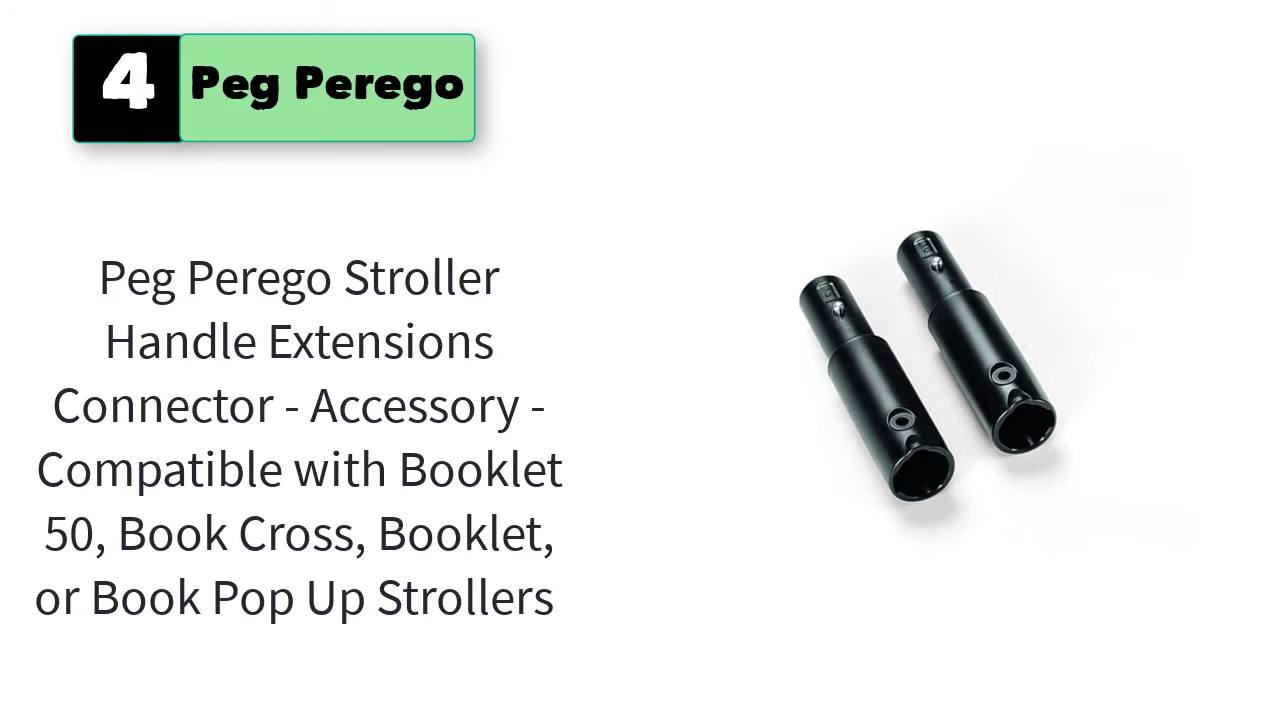 4 Peg Perego
Peg Perego Stroller
Handle Extensions
Connector - Accessory -
Compatible with Booklet
50, Book Cross, Booklet,
or Book Pop Up Strollers